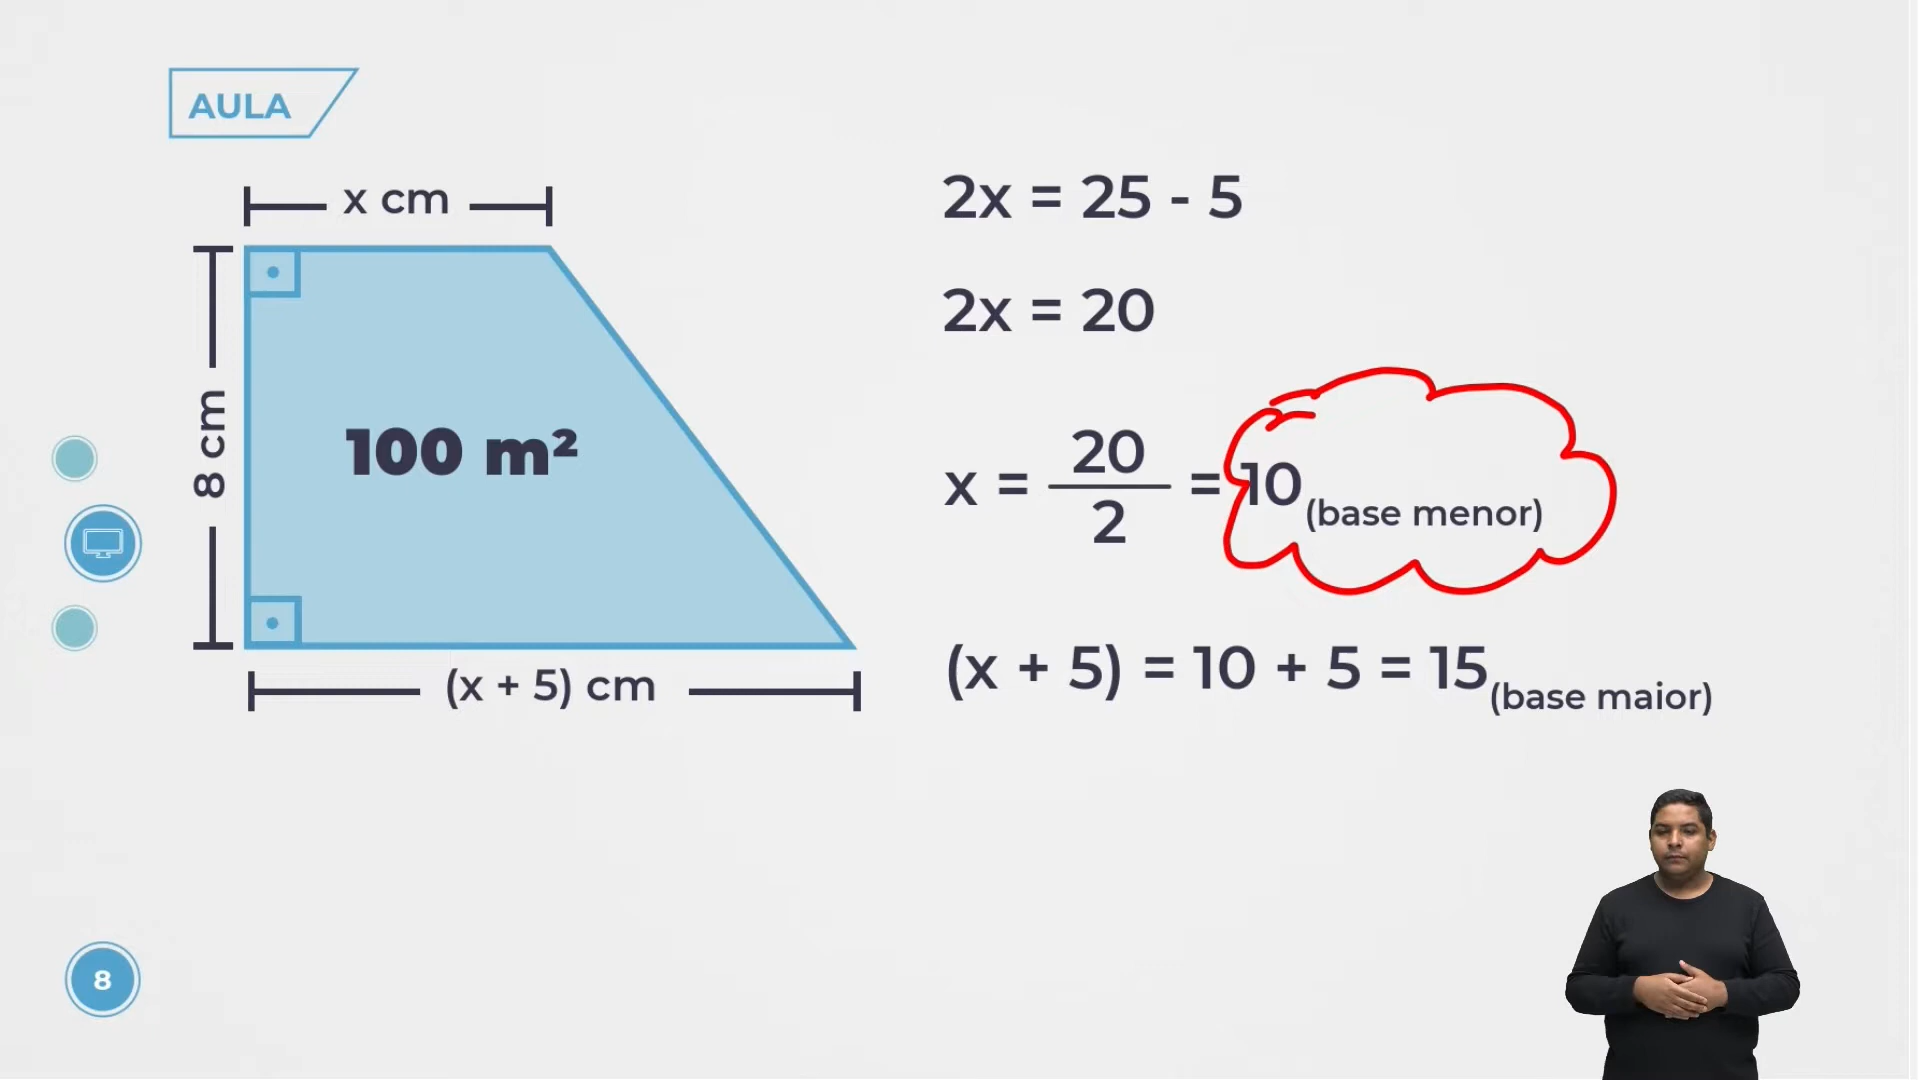 AULA
x cm
8 cm
100 m²
(x + 5) cm
2x = 25 - 5
2x = 20
x = 20/2 = 10 (base menor)
(x + 5) = 10 + 5 = 15 (base maior)
8